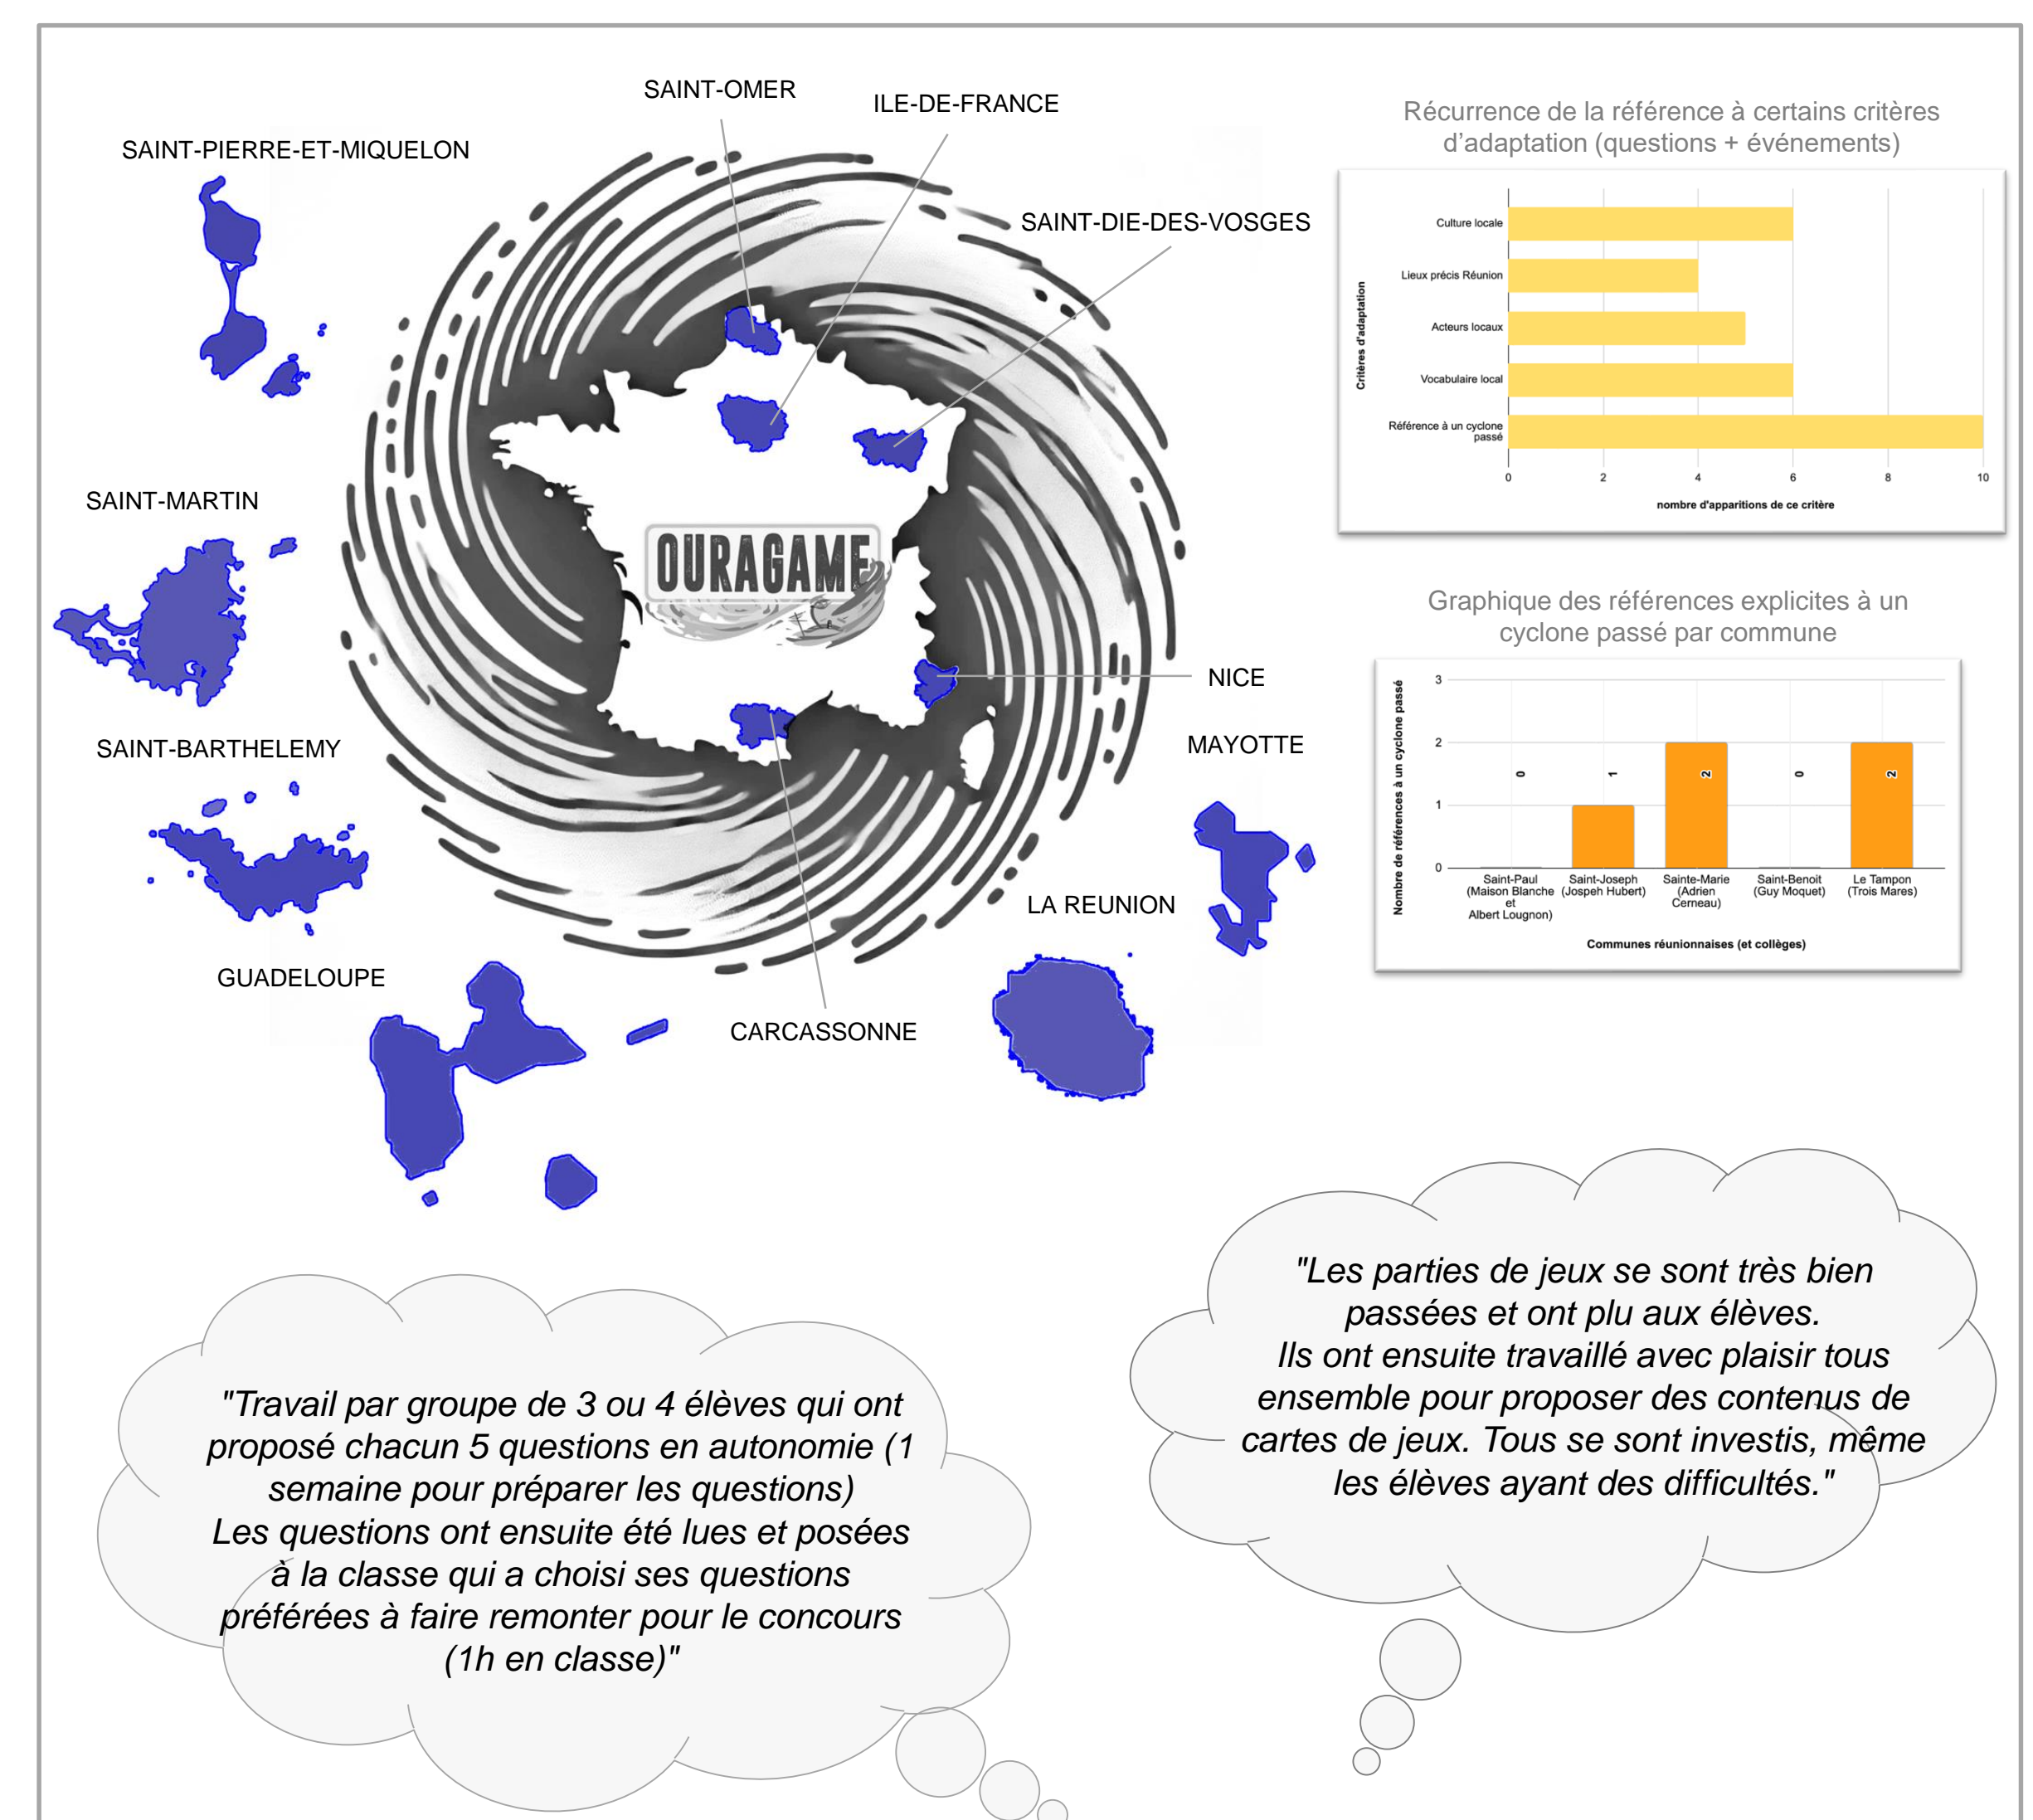 SAINT-OMER
ILE-DE-FRANCE
SAINT-PIERRE-ET-MIQUELON
SAINT-DIE-DES-VOSGES
SAINT-MARTIN
OURAGAME
NICE
SAINT-BARTHELEMY
MAYOTTE
LA REUNION
GUADELOUPE
CARCASSONNE
Récurrence de la référence à certains critères
d'adaptation (questions + événements)
Critères d'adaptation
Culture locale
Lieux précis Réunion
Acteurs locaux
Vocabulaire local
Référence à un cyclone
passé
0 2 4 6 8 10
nombre d'apparitions de ce critère
Graphique des références explicites à un
cyclone passé par commune
Nombre de références à un cyclone passé
3
2
1
0
0 1 2 0 2
Saint-Paul
(Maison Blanche
et
Albert Lougnon)
Saint-Joseph
(Jospeh Hubert)
Sainte-Marie
(Adrien
Cerneau)
Saint-Benoit
(Guy Moquet)
Le Tampon
(Trois Mares)
Communes réunionnaises (et collèges)
"Les parties de jeux se sont très bien
passées et ont plu aux élèves.
Ils ont ensuite travaillé avec plaisir tous
ensemble pour proposer des contenus de
cartes de jeux. Tous se sont investis, même
les élèves ayant des difficultés."
"Travail par groupe de 3 ou 4 élèves qui ont
proposé chacun 5 questions en autonomie (1
semaine pour préparer les questions)
Les questions ont ensuite été lues et posées
à la classe qui a choisi ses questions
préférées à faire remonter pour le concours
(1h en classe)"